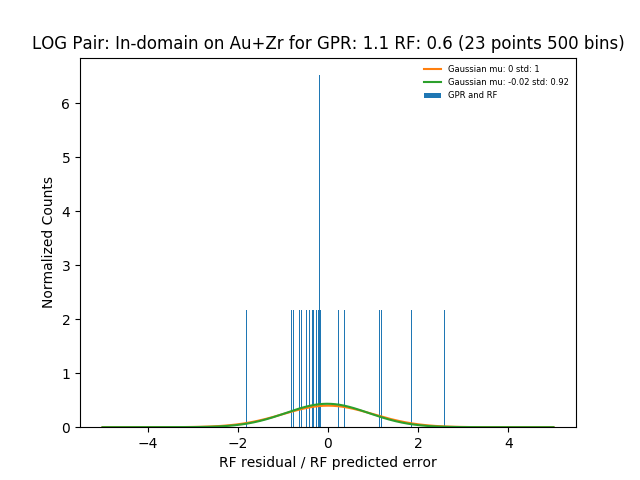 LOG Pair: In-domain on Au+Zr for GPR: 1.1 RF: 0.6 (23 points 500 bins)
Gaussian mu: 0 std: 1
Gaussian mu: -0.02 std: 0.92
GPR and RF
Normalized Counts
6
5
4
3
2
1
0
−4
−2
0
2
4
RF residual / RF predicted error